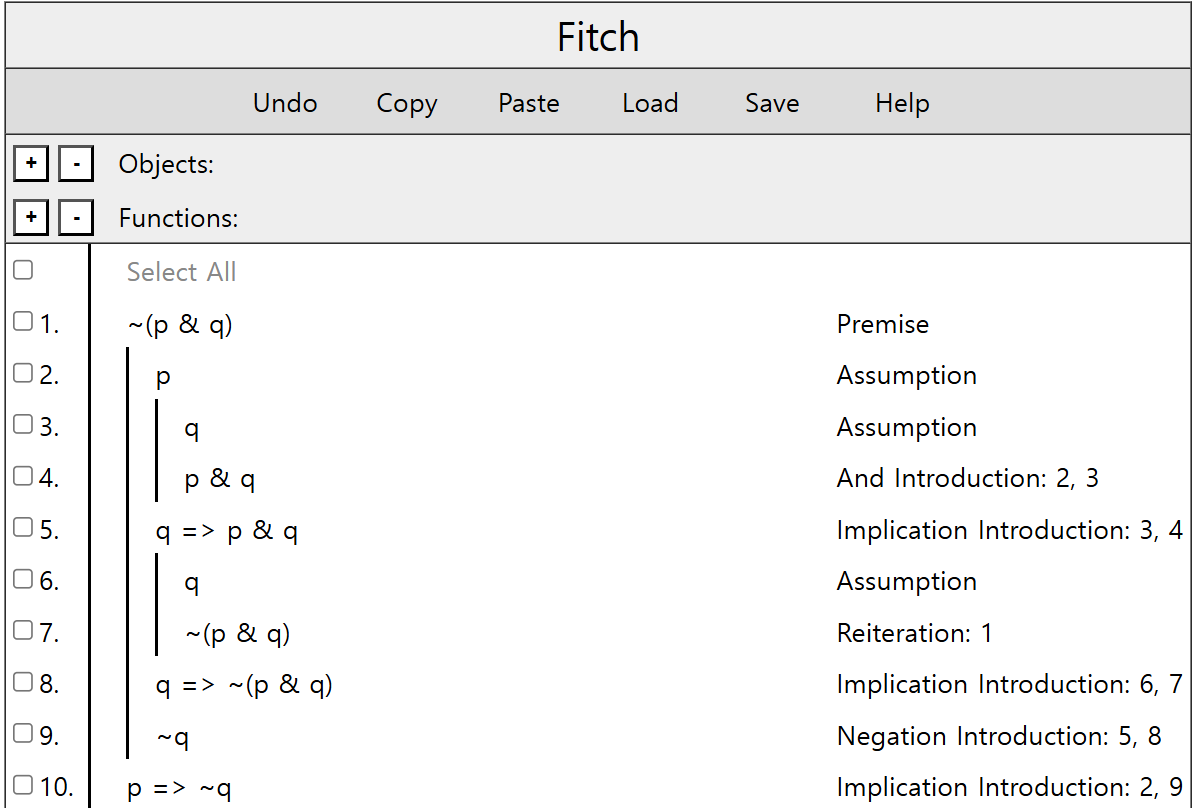 Fitch
Undo Copy Paste Load Save Help
+ - Objects:
+ - Functions:
Select All
1. ~(p & q) Premise
2. p Assumption
3. q Assumption
4. p & q And Introduction: 2, 3
5. q => p & q Implication Introduction: 3, 4
6. q Assumption
7. ~(p & q) Reiteration: 1
8. q => ~(p & q) Implication Introduction: 6, 7
9. ~q Negation Introduction: 5, 8
10. p => ~q Implication Introduction: 2, 9